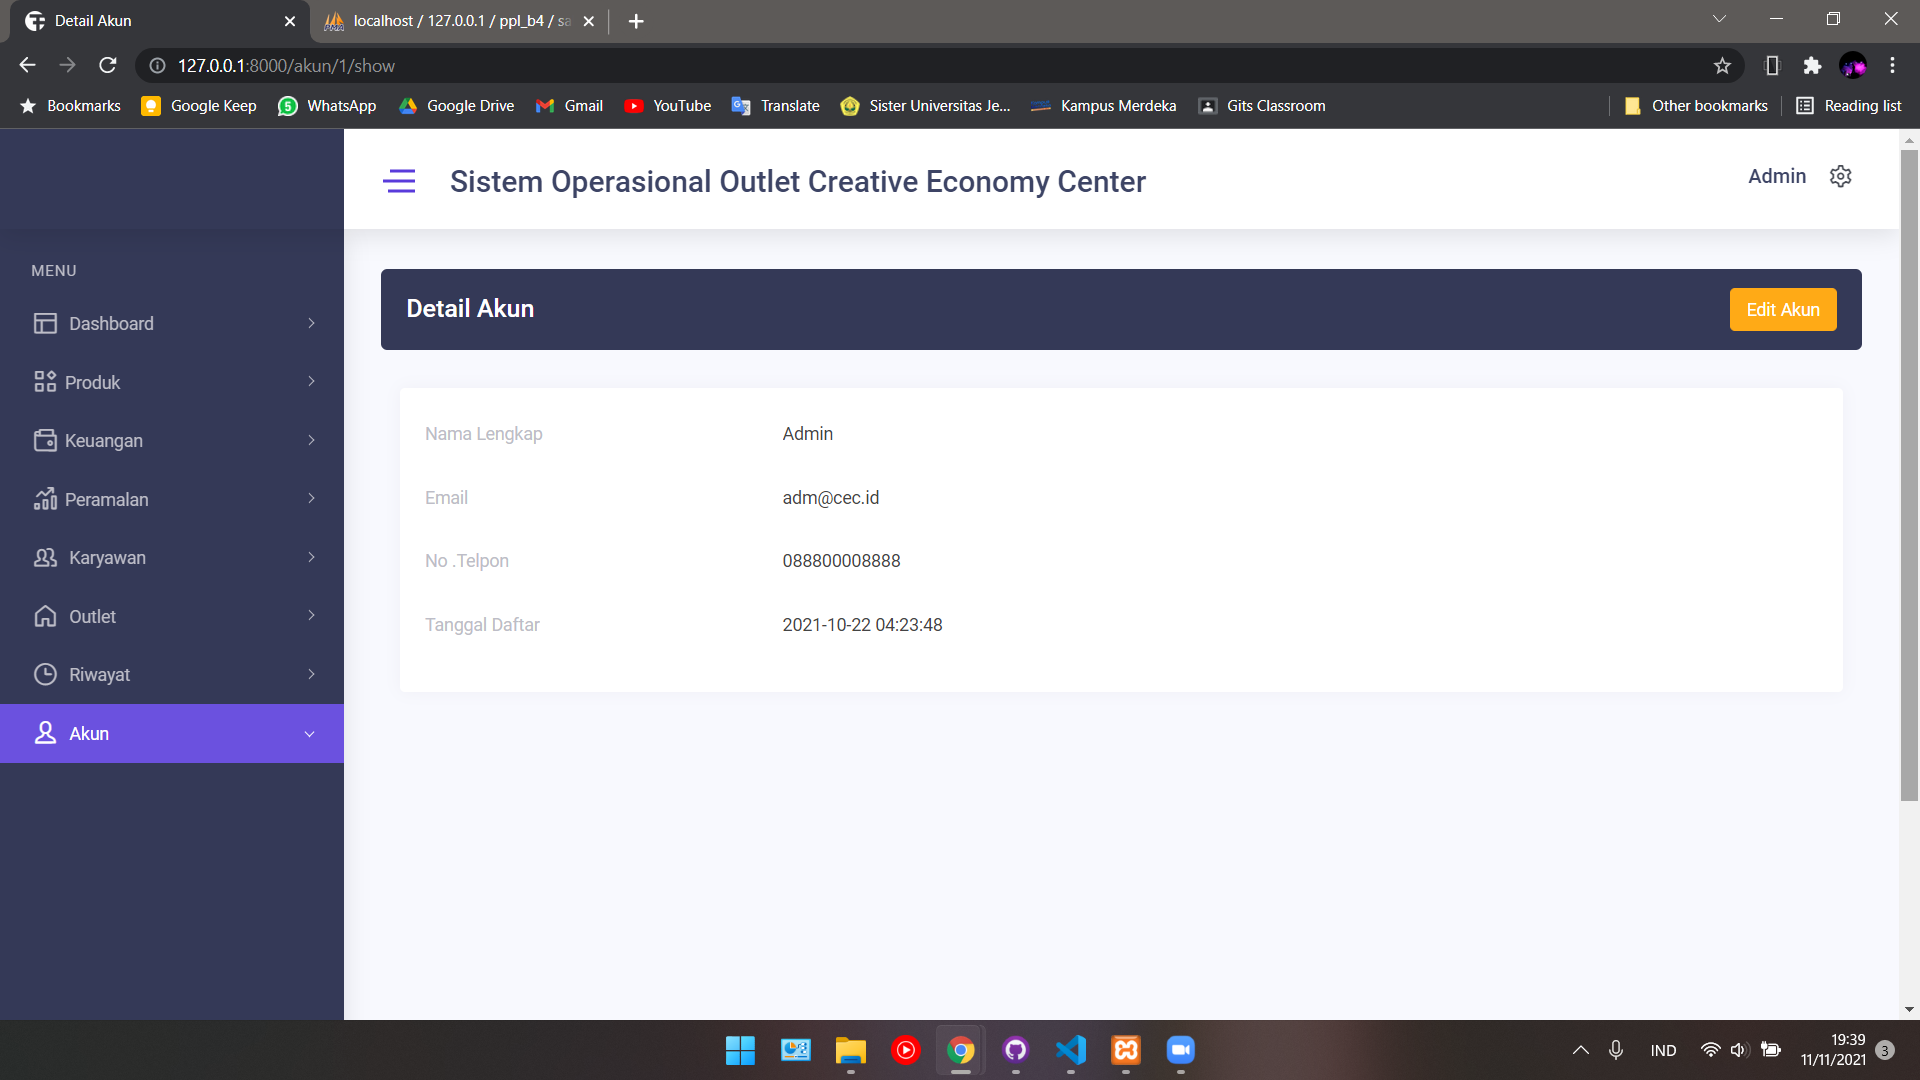 Detail Akun
localhost / 127.0.0.1 / ppl_b4 / sa
127.0.0.1:8000/akun/1/show
Bookmarks
Google Keep
5
WhatsApp
Google Drive
Gmail
YouTube
Translate
Sister Universitas Je...
Kampus Merdeka
Gits Classroom
Other bookmarks
Reading list
Sistem Operasional Outlet Creative Economy Center
Admin
MENU
Dashboard
Produk
Keuangan
Peramalan
Karyawan
Outlet
Riwayat
Akun
Detail Akun
Edit Akun
Nama Lengkap Admin
Email adm@cec.id
No .Telpon 088800008888
Tanggal Daftar 2021-10-22 04:23:48
IND
19:39
11/11/2021
3